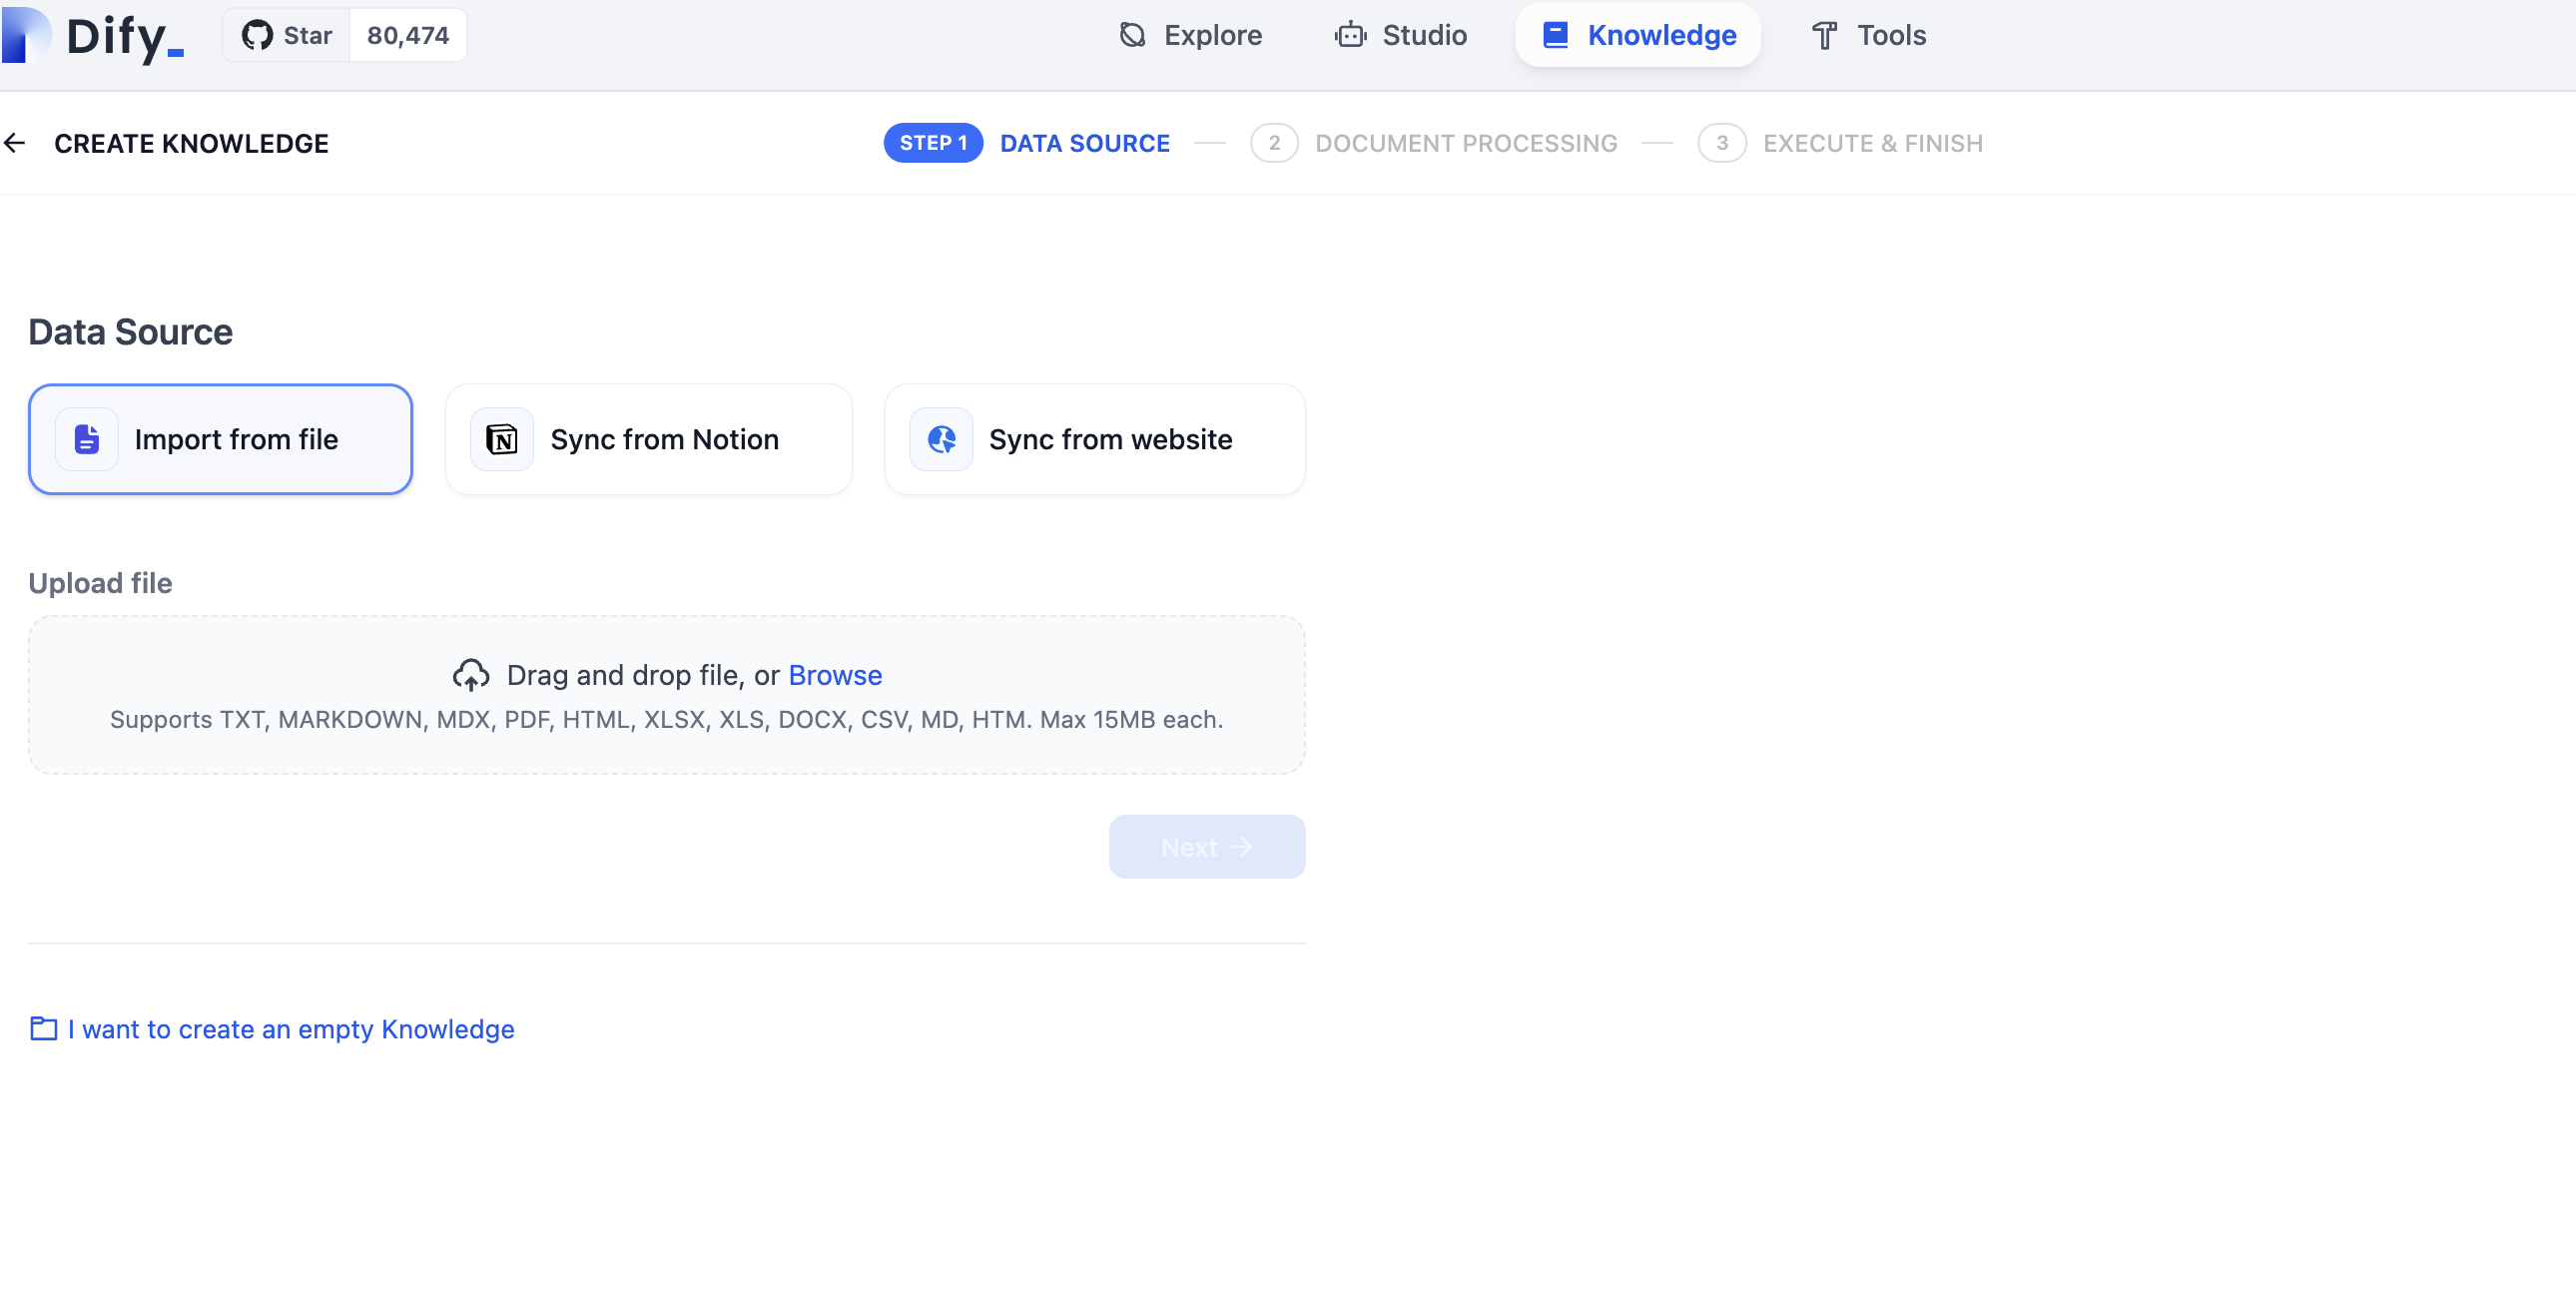 Dify_
Star 80,474
Explore Studio Knowledge Tools
CREATE KNOWLEDGE
STEP 1 DATA SOURCE 2 DOCUMENT PROCESSING 3 EXECUTE & FINISH
Data Source
Import from file
Sync from Notion
Sync from website
Upload file
Drag and drop file, or Browse
Supports TXT, MARKDOWN, MDX, PDF, HTML, XLSX, XLS, DOCX, CSV, MD, HTM. Max 15MB each.
Next
I want to create an empty Knowledge